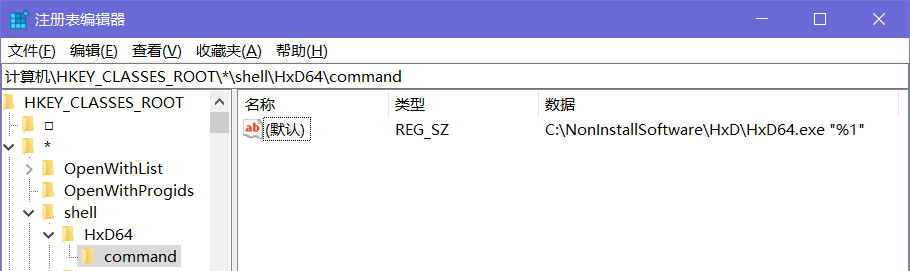 注册表编辑器
文件(F) 编辑(E) 查看(V) 收藏夹(A) 帮助(H)
计算机\HKEY_CLASSES_ROOT\*\shell\HxD64\command
HKEY_CLASSES_ROOT
*
OpenWithList
OpenWithProgids
shell
HxD64
command
名称 类型 数据
ab (默认) REG_SZ C:\NonInstallSoftware\HxD\HxD64.exe "%1"